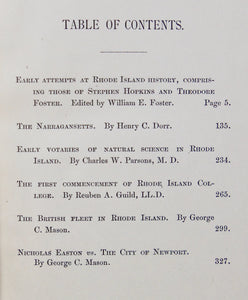 TABLE OF CONTENTS.
EARLY ATTEMPTS AT RHODE ISLAND HISTORY, COMPRIS-
ING THOSE OF STEPHEN HOPKINS AND THEODORE
FOSTER. Edited by William E. Foster. Page 5.
THE NARRAGANSETTS. By Henry C. Dorr. 135.
EARLY VOTARIES OF NATURAL SCIENCE IN RHODE
ISLAND. By Charles W. Parsons, M. D. 234.
THE FIRST COMMENCEMENT OF RHODE ISLAND COL-
LEGE. By Reuben A. Guild, LL.D. 265.
THE BRITISH FLEET IN RHODE ISLAND. By George
C. Mason. 299.
NICHOLAS EASTON vs. THE CITY OF NEWPORT.
By George C. Mason. 327.